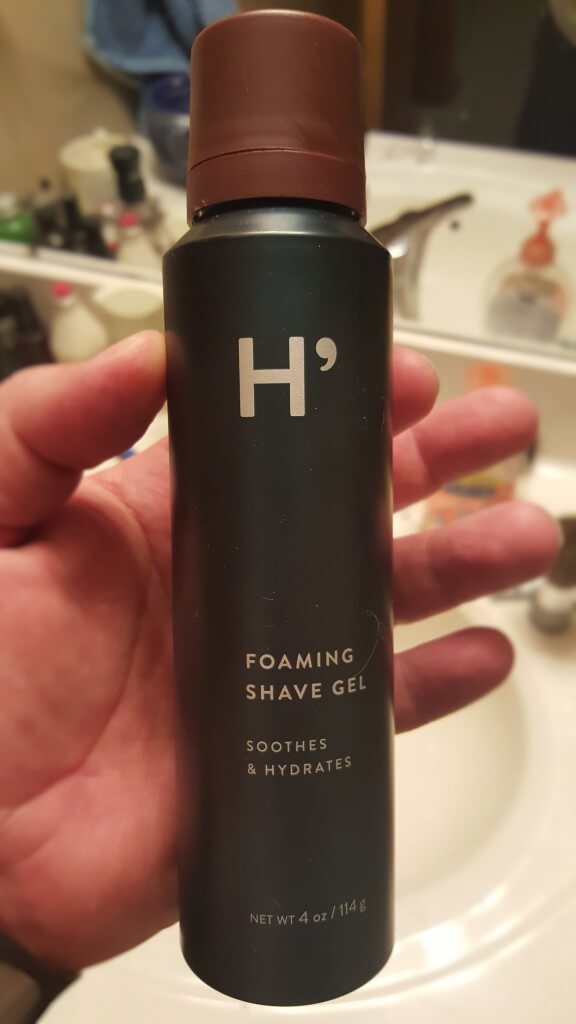 H’
FOAMING
SHAVE GEL
SOOTHES
& HYDRATES
NET WT 4 oz / 114 g